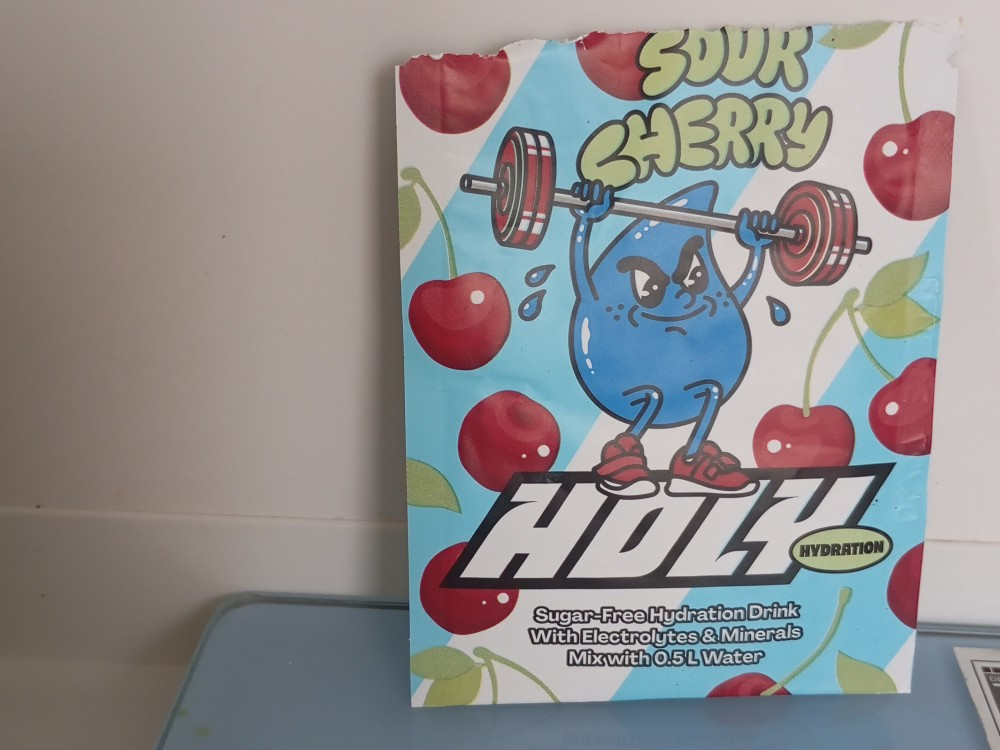 SOUR
CHERRY
HOLY
HYDRATION
Sugar-Free Hydration Drink
With Electrolytes & Minerals
Mix with 0.5 L Water